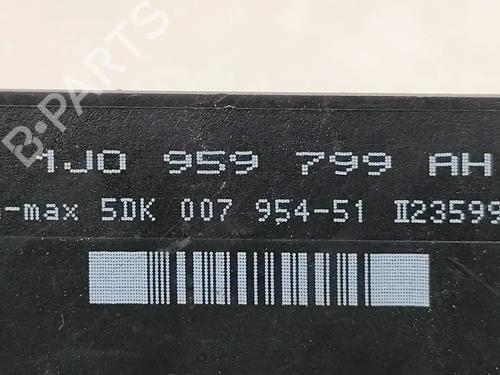 B-PARTS
1J0 959 799 AH
-max 5DK 007 954-51 II23599